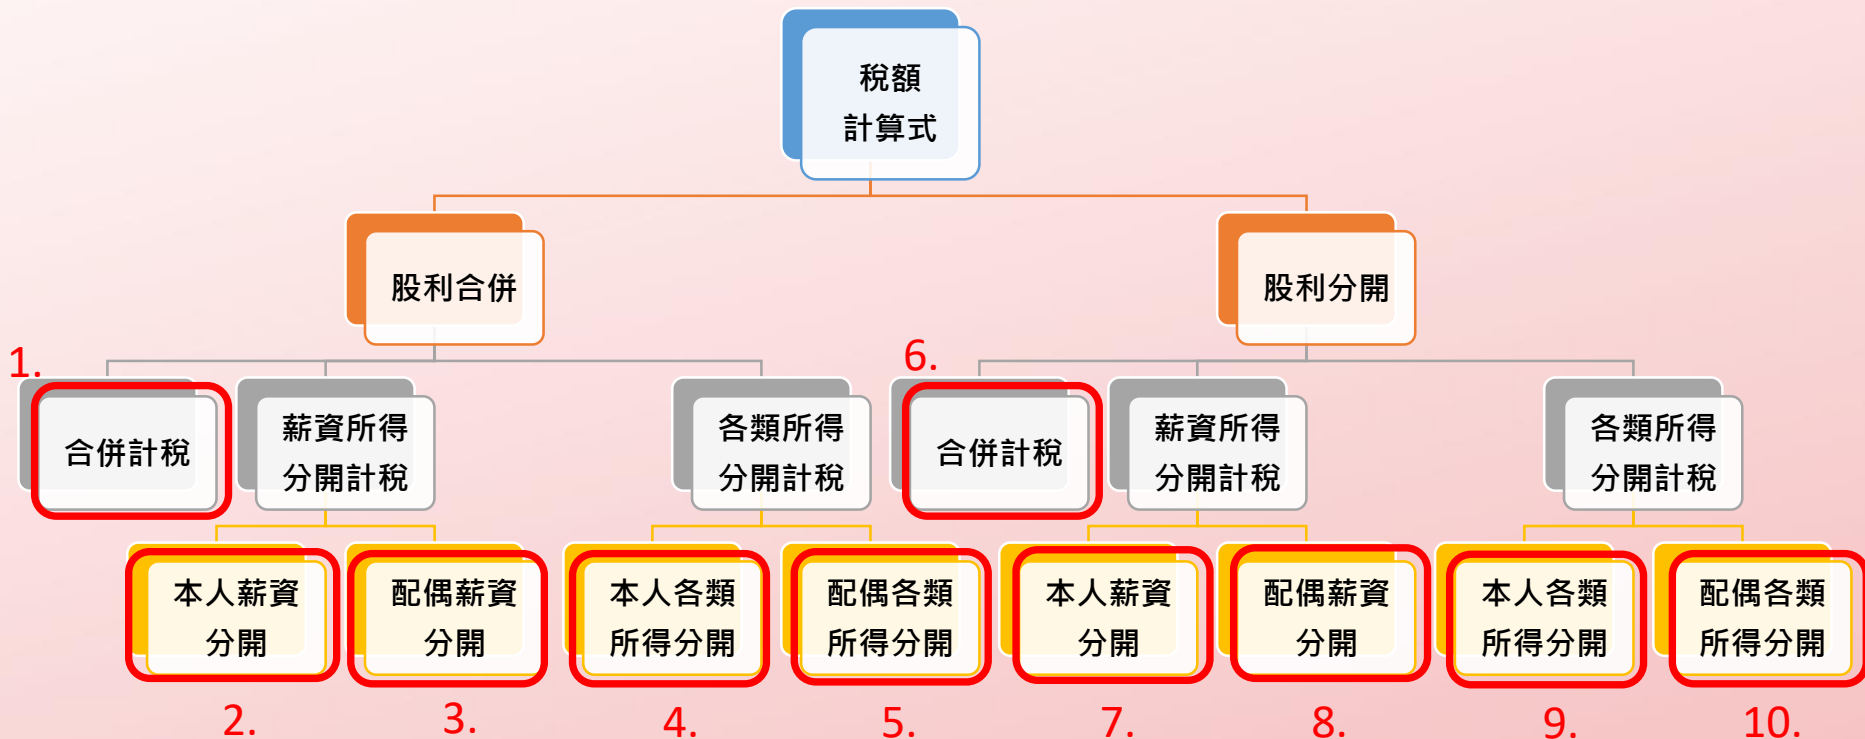 稅額
計算式
股利合併
股利分開
1.
6.
合併計稅
薪資所得
分開計稅
各類所得
分開計稅
合併計稅
薪資所得
分開計稅
各類所得
分開計稅
本人薪資
分開
配偶薪資
分開
本人各類
所得分開
配偶各類
所得分開
本人薪資
分開
配偶薪資
分開
本人各類
所得分開
配偶各類
所得分開
2.
3.
4.
5.
7.
8.
9.
10.